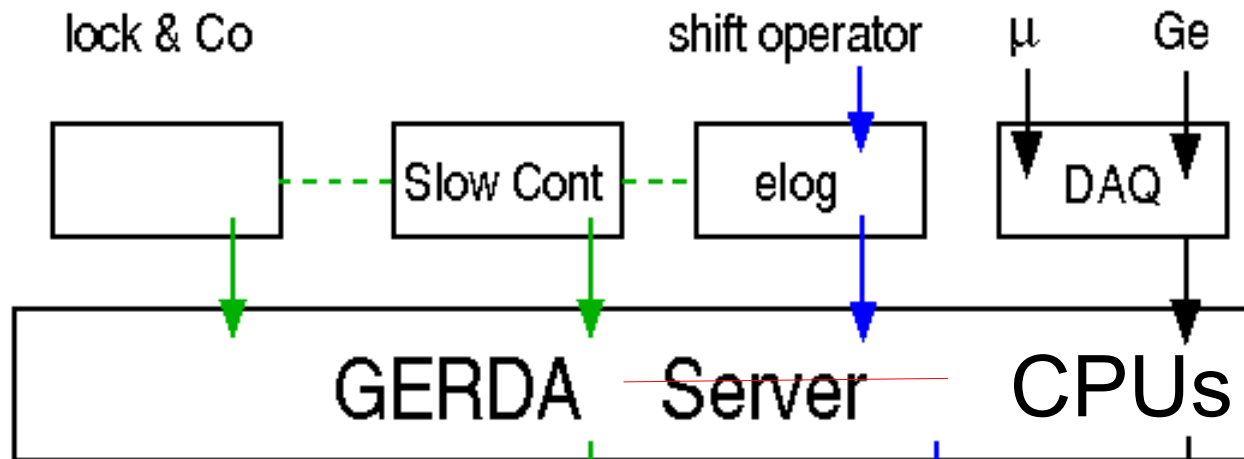 lock & Co shift operator μ Ge
Slow Cont elog DAQ
GERDA Server CPUs